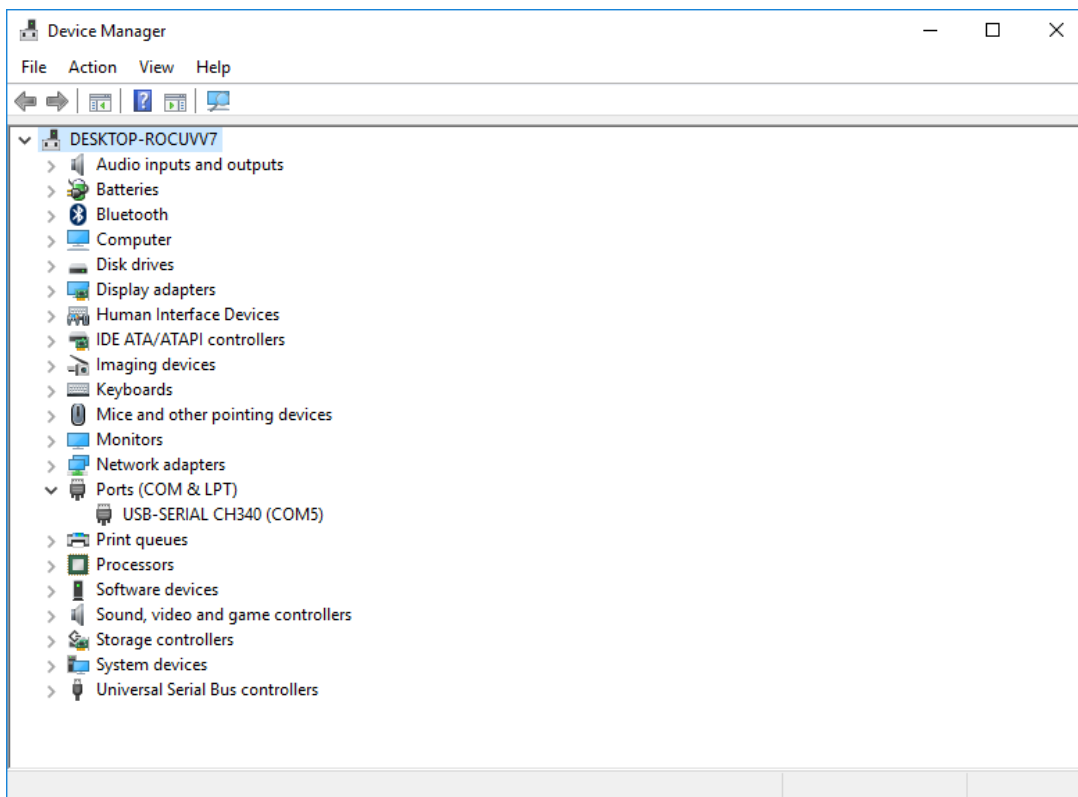 Device Manager
File Action View Help
DESKTOP-ROCUVV7
Audio inputs and outputs
Batteries
Bluetooth
Computer
Disk drives
Display adapters
Human Interface Devices
IDE ATA/ATAPI controllers
Imaging devices
Keyboards
Mice and other pointing devices
Monitors
Network adapters
Ports (COM & LPT)
USB-SERIAL CH340 (COM5)
Print queues
Processors
Software devices
Sound, video and game controllers
Storage controllers
System devices
Universal Serial Bus controllers